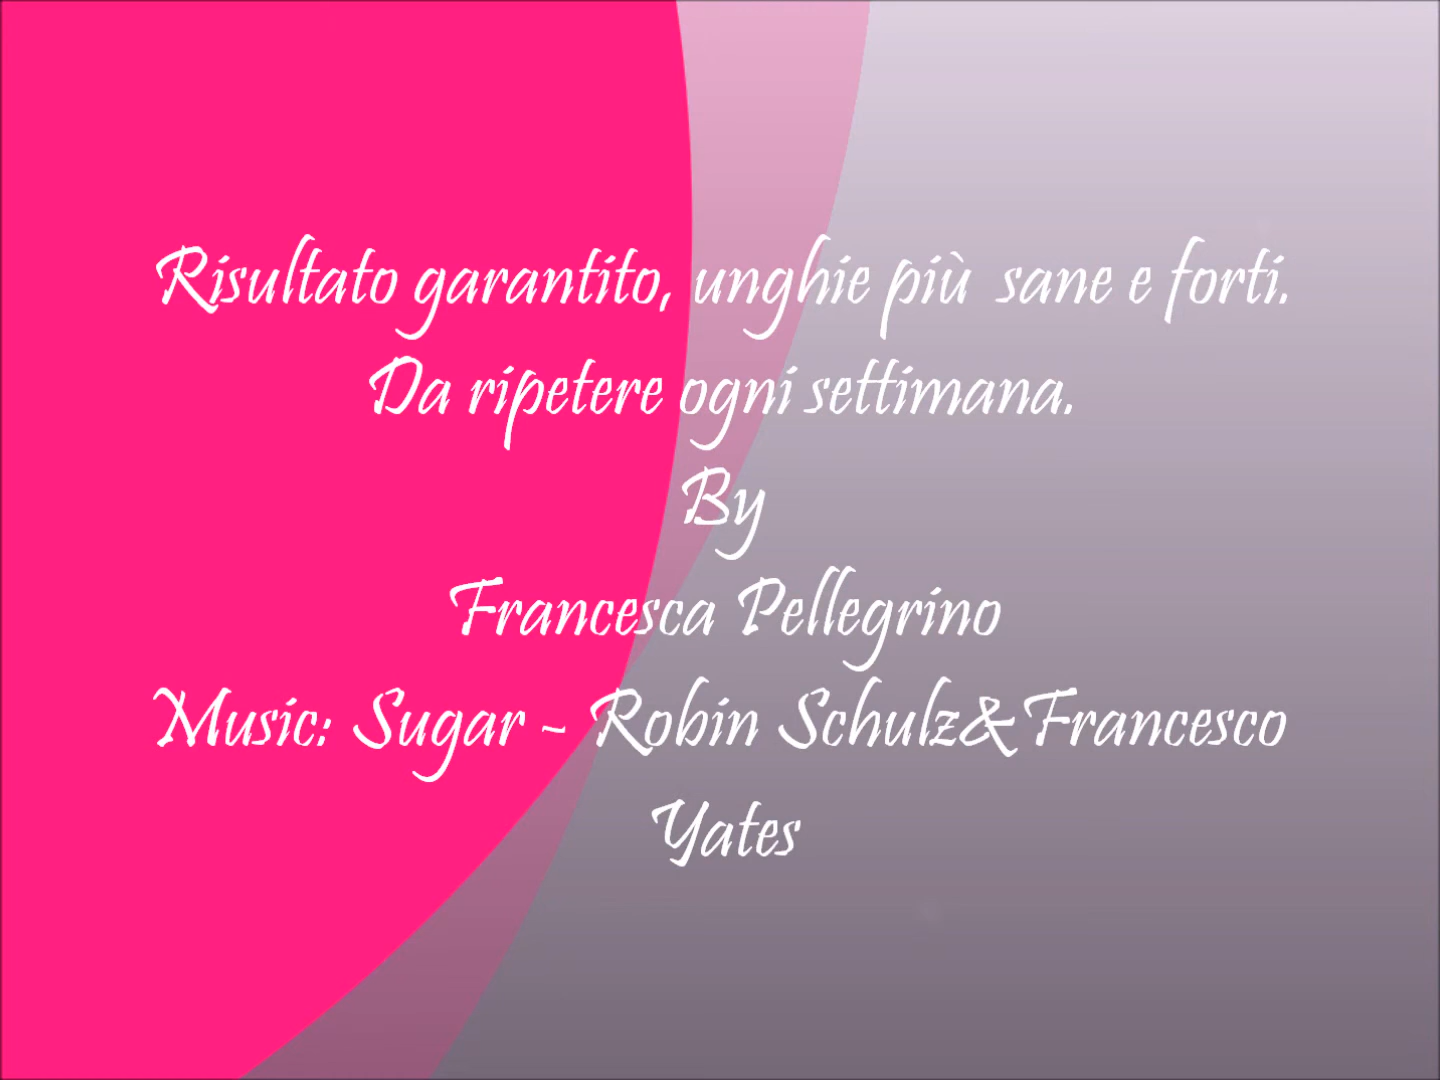 Risultato garantito, unghie più sane e forti.
Da ripetere ogni settimana.
By
Francesca Pellegrino
Music: Sugar - Robin Schulz&Francesco
Yates